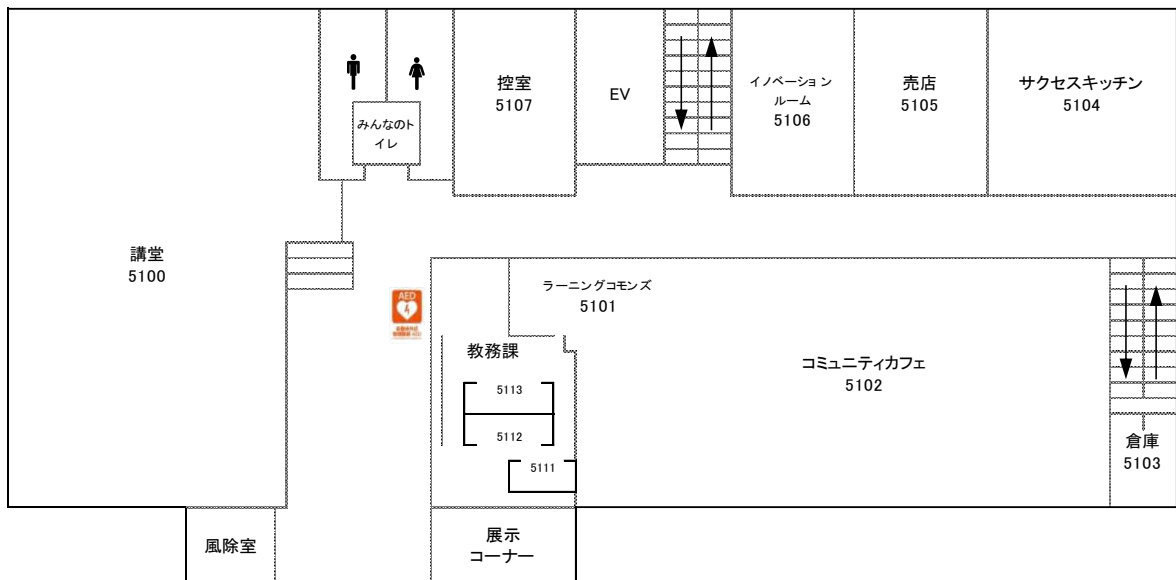 控室
5107
EV
イノベーション
ルーム
5106
売店
5105
サクセスキッチン
5104
みんなのト
イレ
講堂
5100
AED
ラーニングコモンズ
5101
教務課
5113
5112
5111
コミュニティカフェ
5102
倉庫
5103
風除室
展示
コーナー